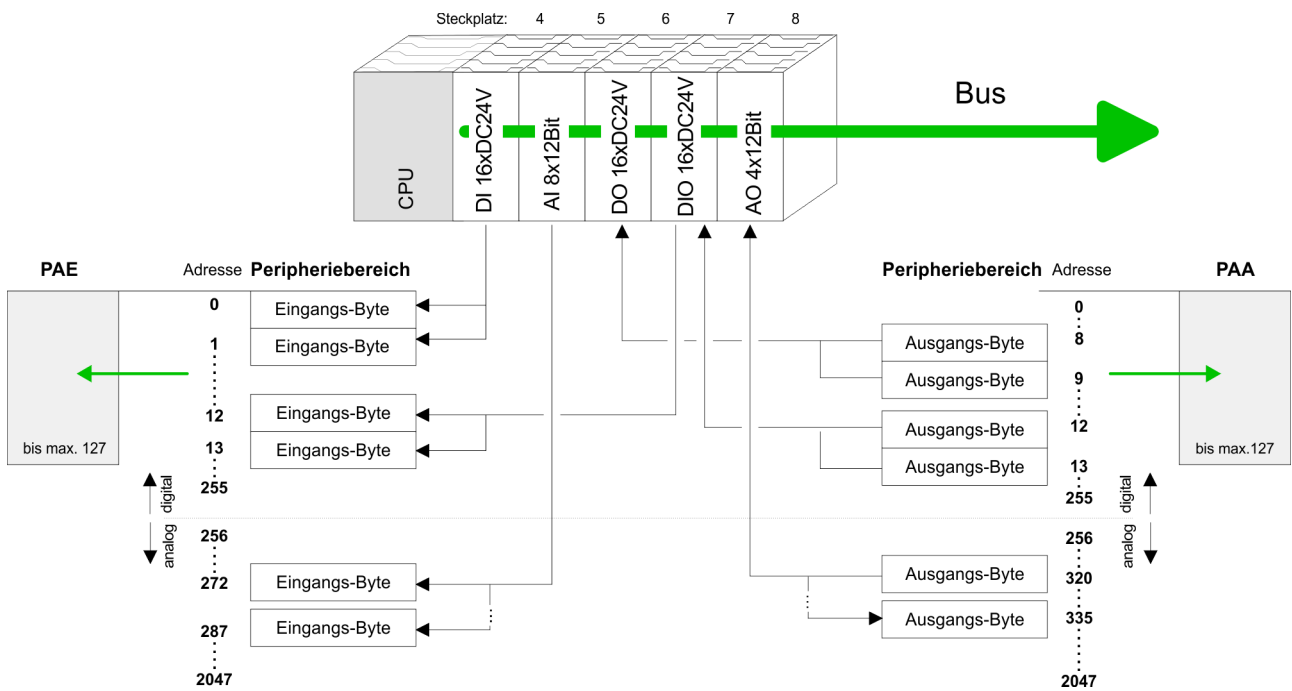 Steckplatz: 4 5 6 7 8
Bus
CPU
DI 16xDC24V
AI 8x12Bit
DO 16xDC24V
DIO 16xDC24V
AO 4x12Bit
PAE Adresse Peripheriebereich
0 Eingangs-Byte
1 Eingangs-Byte
12 Eingangs-Byte
13 Eingangs-Byte
bis max. 127
255
digital
analog
256
272 Eingangs-Byte
287 Eingangs-Byte
2047
Peripheriebereich Adresse PAA
0
Ausgangs-Byte 8
Ausgangs-Byte 9
Ausgangs-Byte 12
Ausgangs-Byte 13
bis max.127
255
digital
analog
256
Ausgangs-Byte 320
Ausgangs-Byte 335
2047